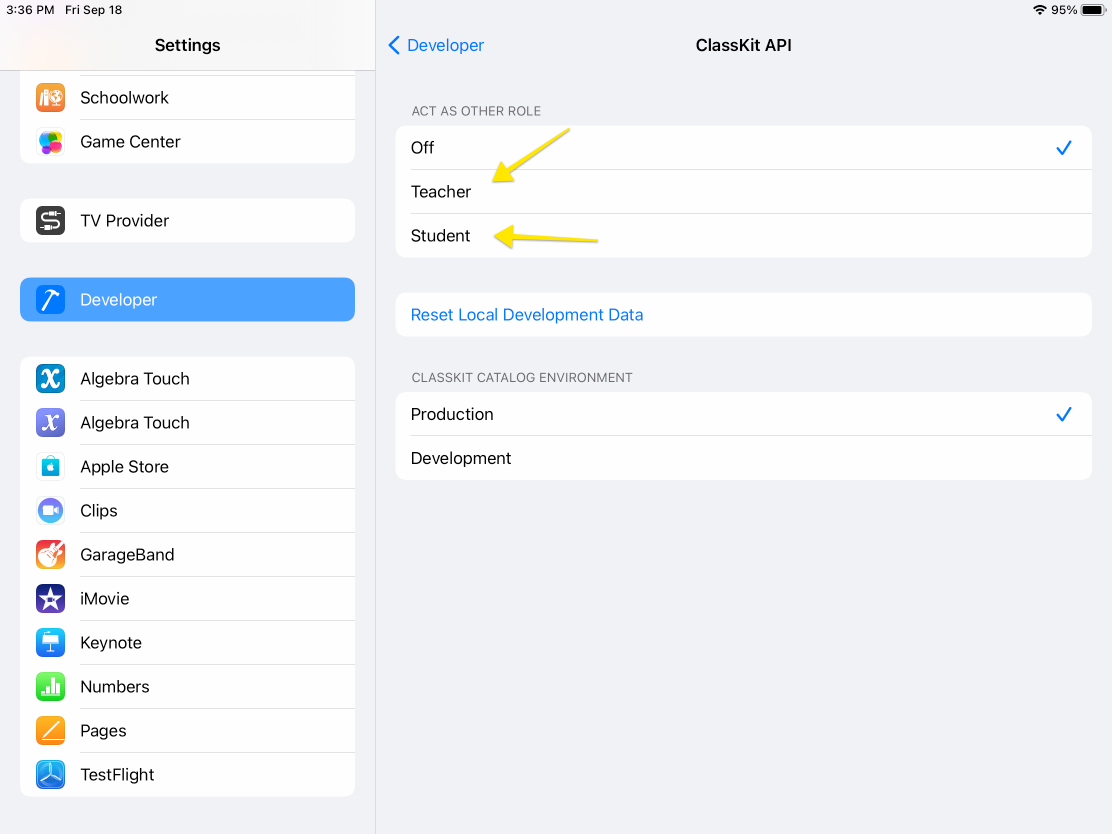 3:36 PM Fri Sep 18
95%
Settings
Schoolwork
Game Center
TV Provider
Developer
Algebra Touch
Algebra Touch
Apple Store
Clips
GarageBand
iMovie
Keynote
Numbers
Pages
TestFlight
Developer
ClassKit API
ACT AS OTHER ROLE
Off
Teacher
Student
Reset Local Development Data
CLASSKIT CATALOG ENVIRONMENT
Production
Development